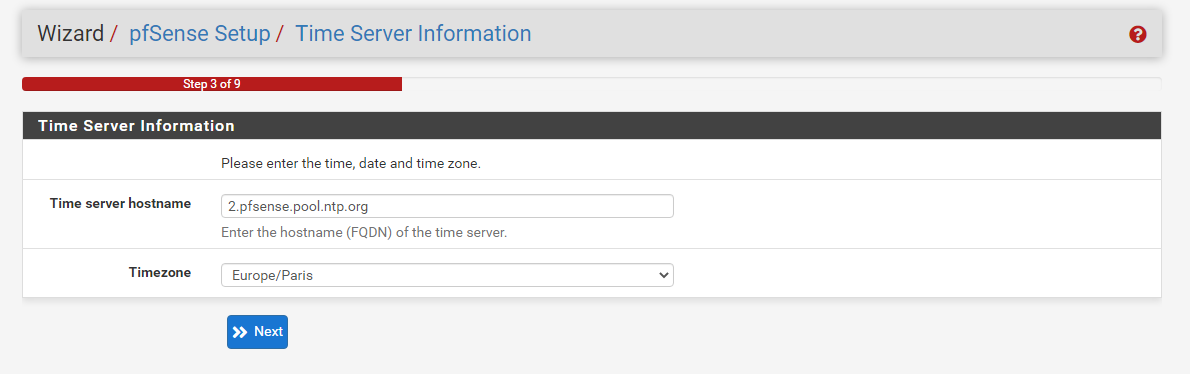 Wizard / pfSense Setup / Time Server Information
Step 3 of 9
Time Server Information
Please enter the time, date and time zone.
Time server hostname
2.pfsense.pool.ntp.org
Enter the hostname (FQDN) of the time server.
Timezone
Europe/Paris
Next